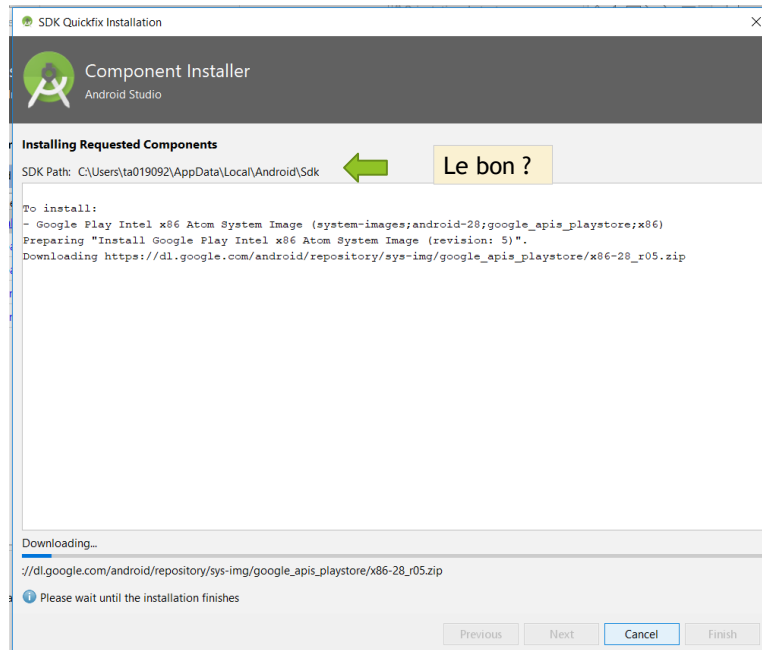 SDK Quickfix Installation
Component Installer
Android Studio
Installing Requested Components
SDK Path: C:\Users\ta019092\AppData\Local\Android\Sdk
Le bon ?
To install:
- Google Play Intel x86 Atom System Image (system-images;android-28;google_apis_playstore;x86)
Preparing "Install Google Play Intel x86 Atom System Image (revision: 5)".
Downloading https://dl.google.com/android/repository/sys-img/google_apis_playstore/x86-28_r05.zip
Downloading...
://dl.google.com/android/repository/sys-img/google_apis_playstore/x86-28_r05.zip
Please wait until the installation finishes
Previous
Next
Cancel
Finish